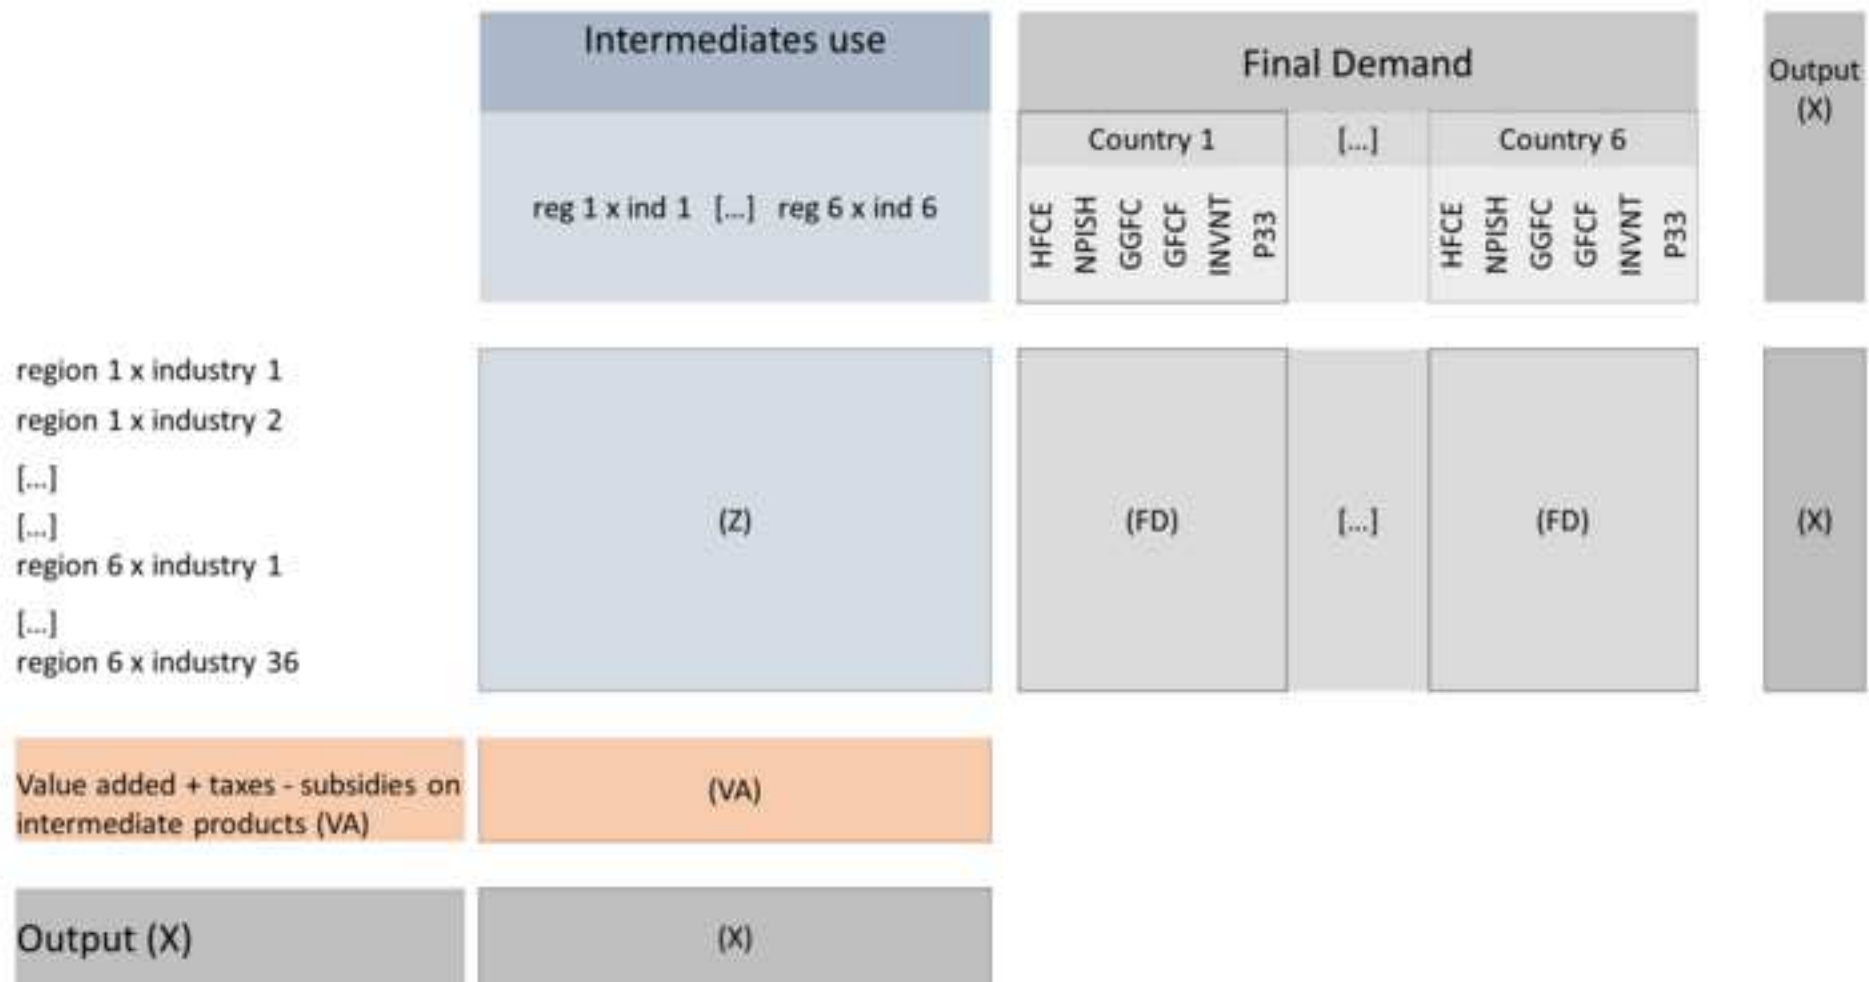 Intermediates use
Final Demand
Output
(X)
Country 1
[...]
Country 6
reg 1 x ind 1 [...] reg 6 x ind 6
HFCE
NPISH
GGFC
GFCF
INVNT
P33
HFCE
NPISH
GGFC
GFCF
INVNT
P33
region 1 x industry 1
region 1 x industry 2
[...]
[...]
region 6 x industry 1
[...]
region 6 x industry 36
(Z)
(FD)
[...]
(FD)
(X)
Value added + taxes - subsidies on
intermediate products (VA)
(VA)
Output (X)
(X)